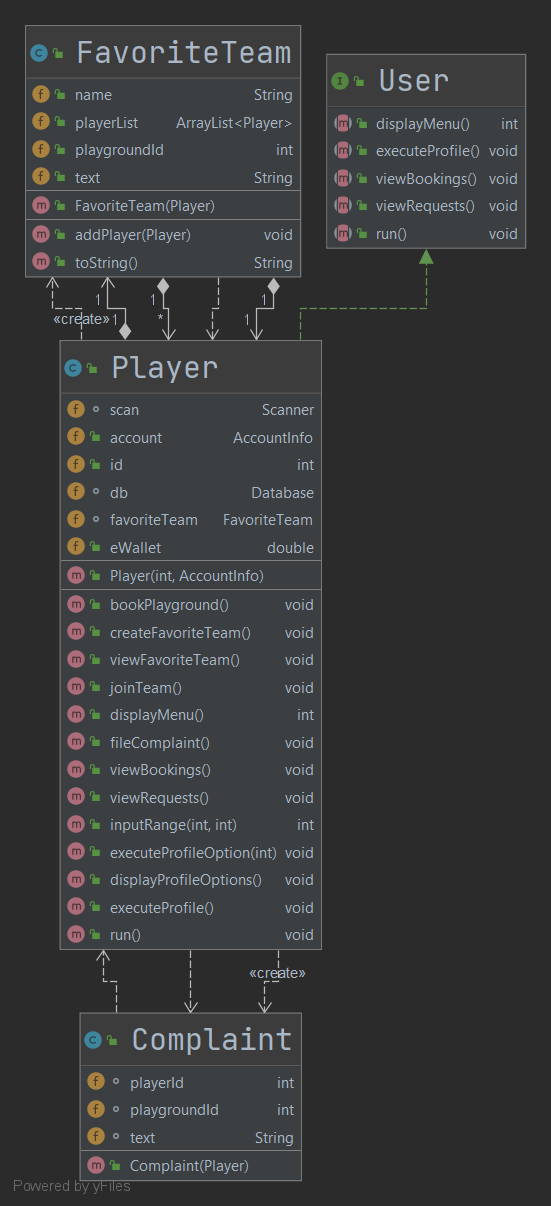 FavoriteTeam
name String
playerList ArrayList<Player>
playgroundId int
text String
FavoriteTeam(Player)
addPlayer(Player) void
toString() String
User
displayMenu() int
executeProfile() void
viewBookings() void
viewRequests() void
run() void
1 1 1
«create» 1 * 1
Player
scan Scanner
account AccountInfo
id int
db Database
favoriteTeam FavoriteTeam
eWallet double
Player(int, AccountInfo)
bookPlayground() void
createFavoriteTeam() void
viewFavoriteTeam() void
joinTeam() void
displayMenu() int
fileComplaint() void
viewBookings() void
viewRequests() void
inputRange(int, int) int
executeProfileOption(int) void
displayProfileOptions() void
executeProfile() void
run() void
«create»
Complaint
playerId int
playgroundId int
text String
Complaint(Player)
Powered by yFiles